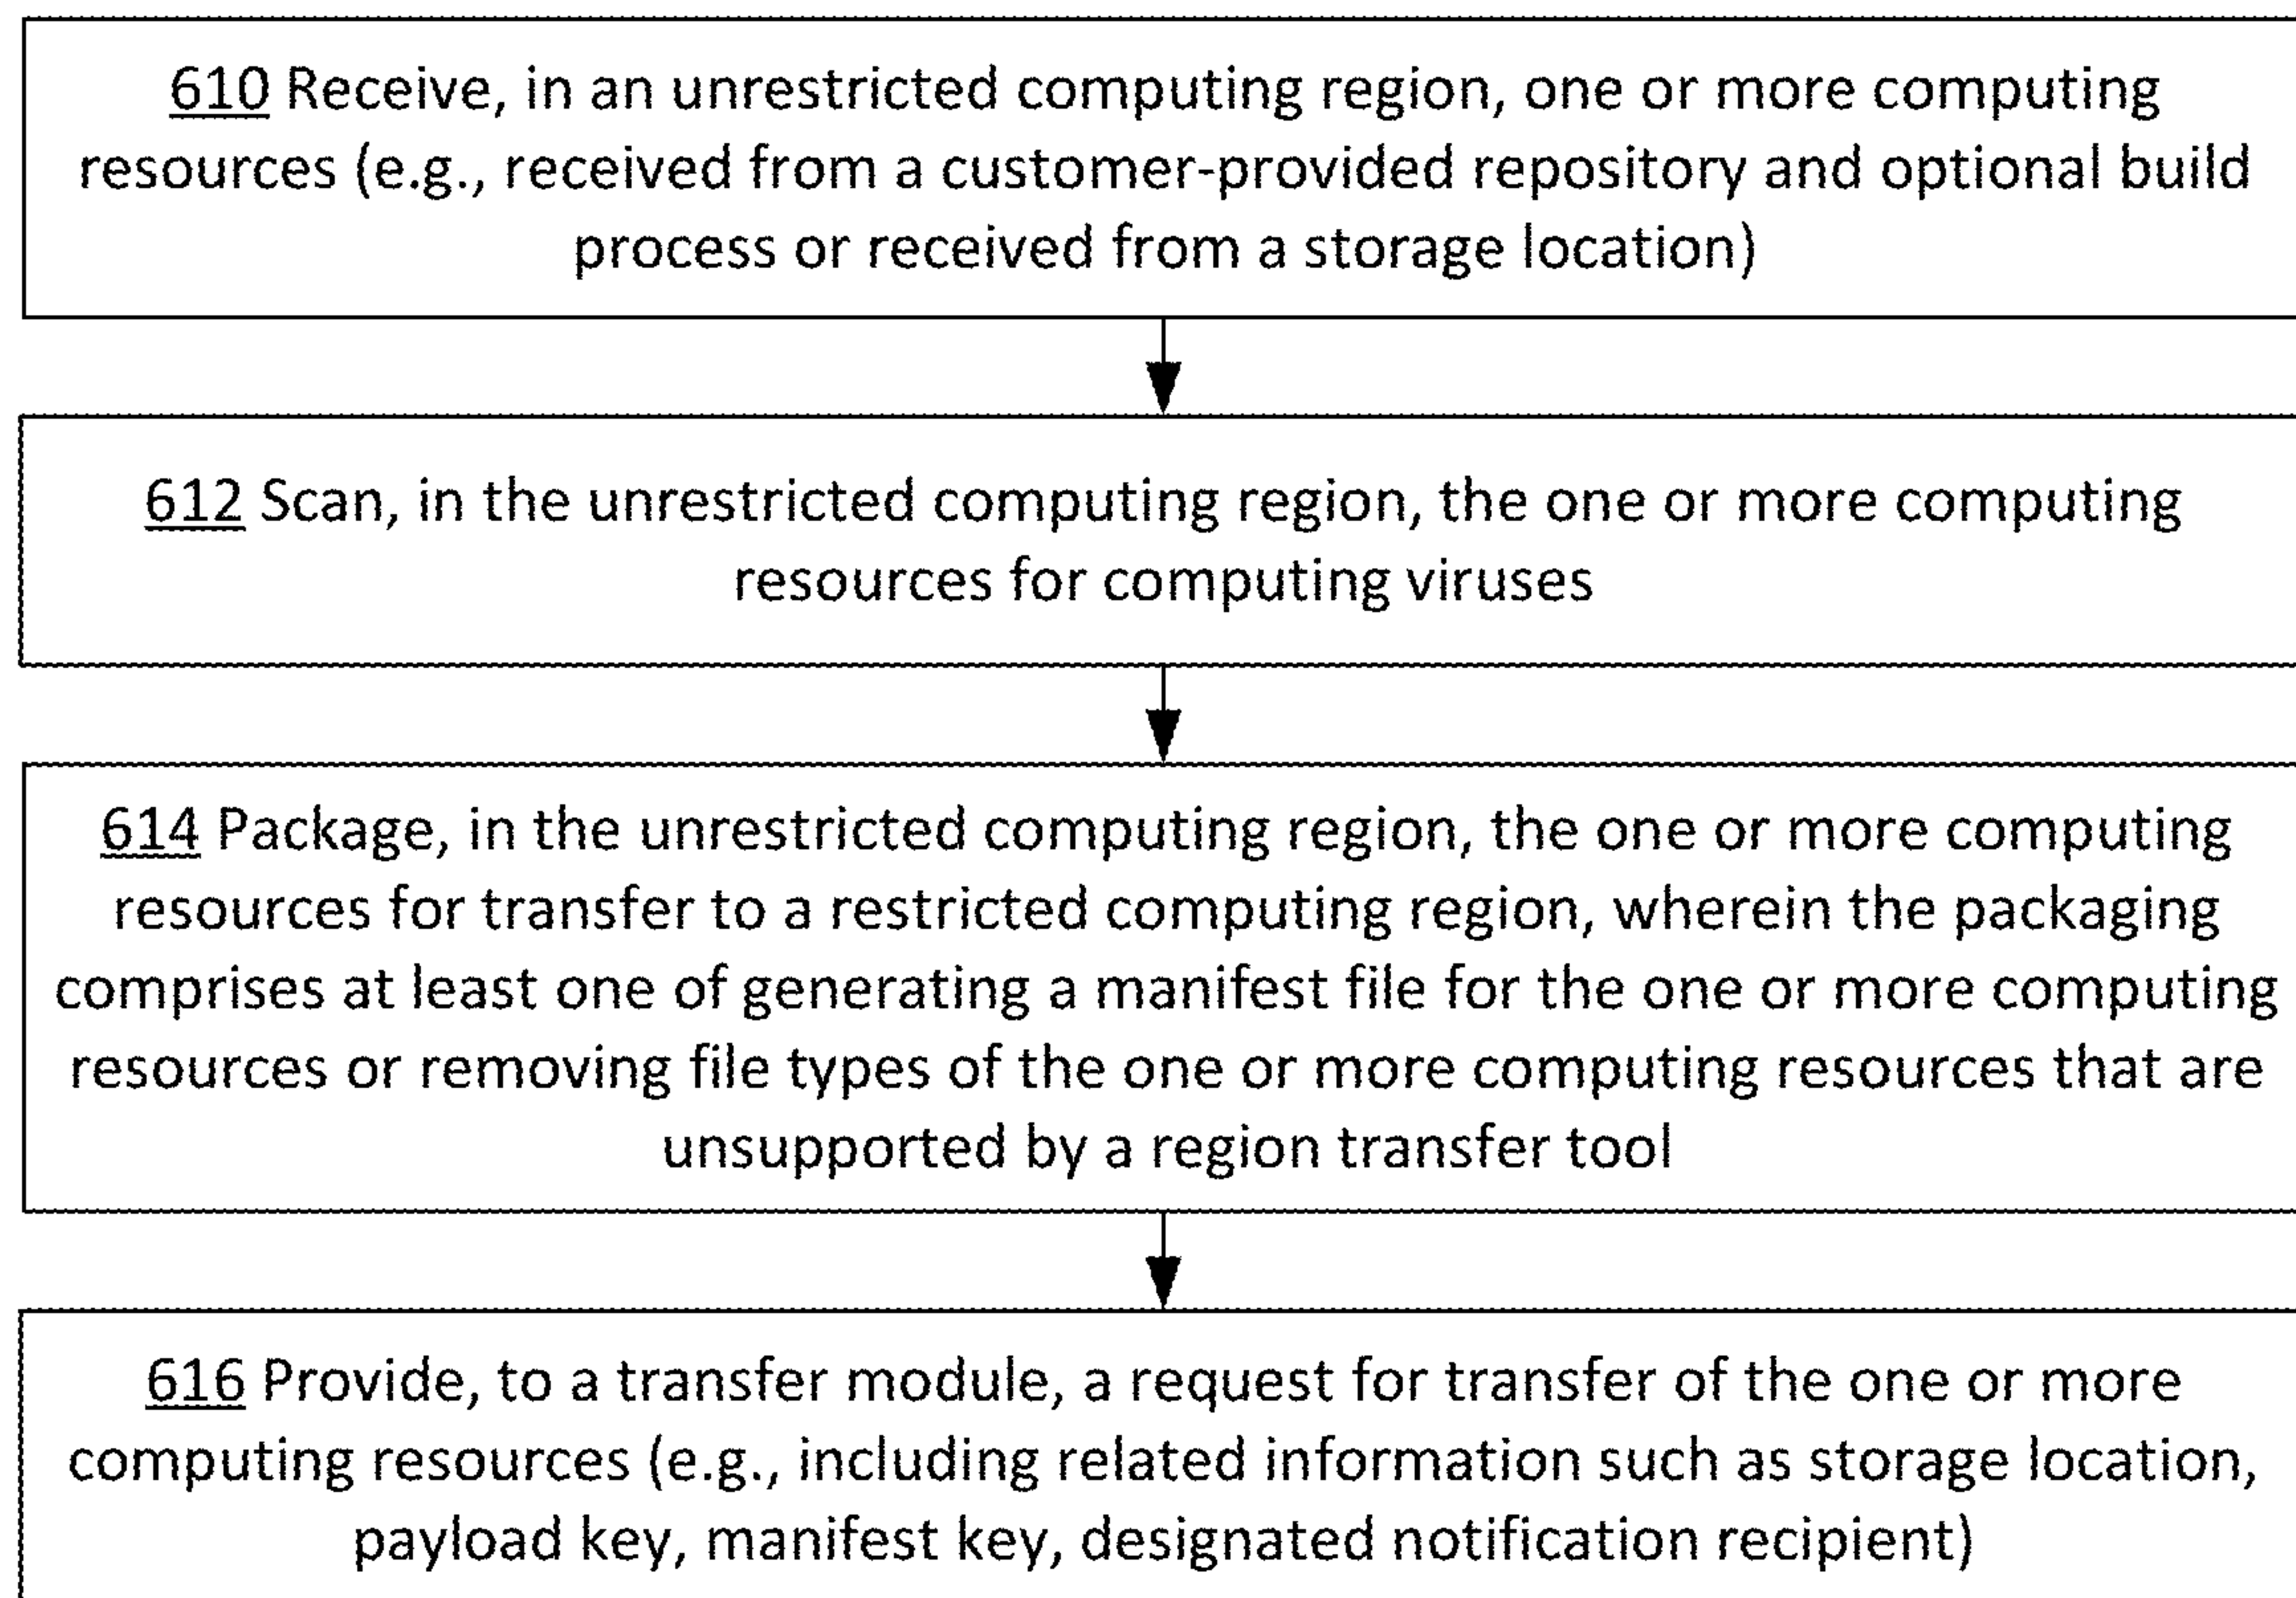 610 Receive, in an unrestricted computing region, one or more computing
resources (e.g., received from a customer-provided repository and optional build
process or received from a storage location)
612 Scan, in the unrestricted computing region, the one or more computing
resources for computing viruses
614 Package, in the unrestricted computing region, the one or more computing
resources for transfer to a restricted computing region, wherein the packaging
comprises at least one of generating a manifest file for the one or more computing
resources or removing file types of the one or more computing resources that are
unsupported by a region transfer tool
616 Provide, to a transfer module, a request for transfer of the one or more
computing resources (e.g., including related information such as storage location,
payload key, manifest key, designated notification recipient)